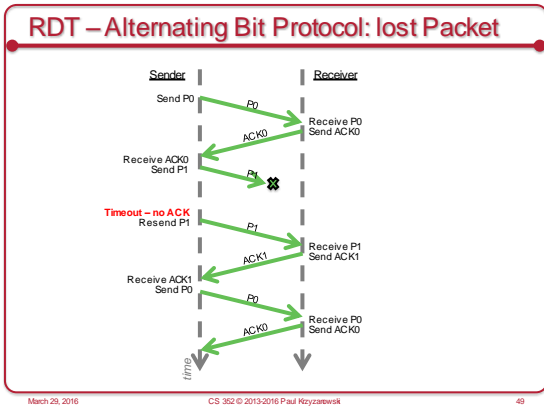 RDT – Alternating Bit Protocol: lost Packet
Sender
Receiver
Send P0
P0
Receive P0
Send ACK0
ACK0
Receive ACK0
Send P1
P1
Timeout – no ACK
Resend P1
P1
Receive P1
Send ACK1
ACK1
Receive ACK1
Send P0
P0
Receive P0
Send ACK0
ACK0
time
March 29, 2016
CS 352 © 2013-2016 Paul Krzyzanowski
49